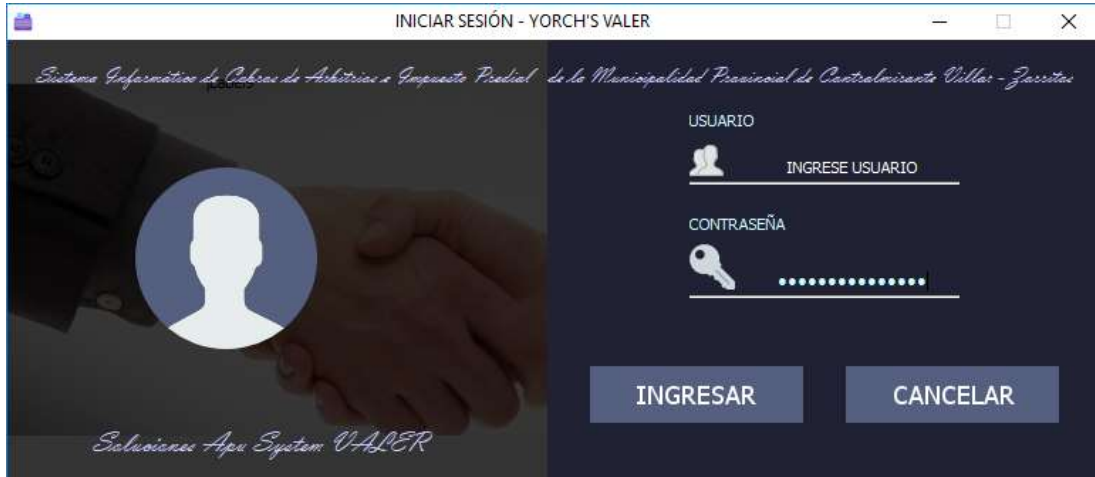 INICIAR SESIÓN - YORCH'S VALER
Sistema Informático de Cobros de Arbitrios e Impuesto Predial de la Municipalidad Provincial de Contralmirante Villar - Zorritos
USUARIO
INGRESE USUARIO
CONTRASEÑA
INGRESAR CANCELAR
Soluciones Apu System VALER